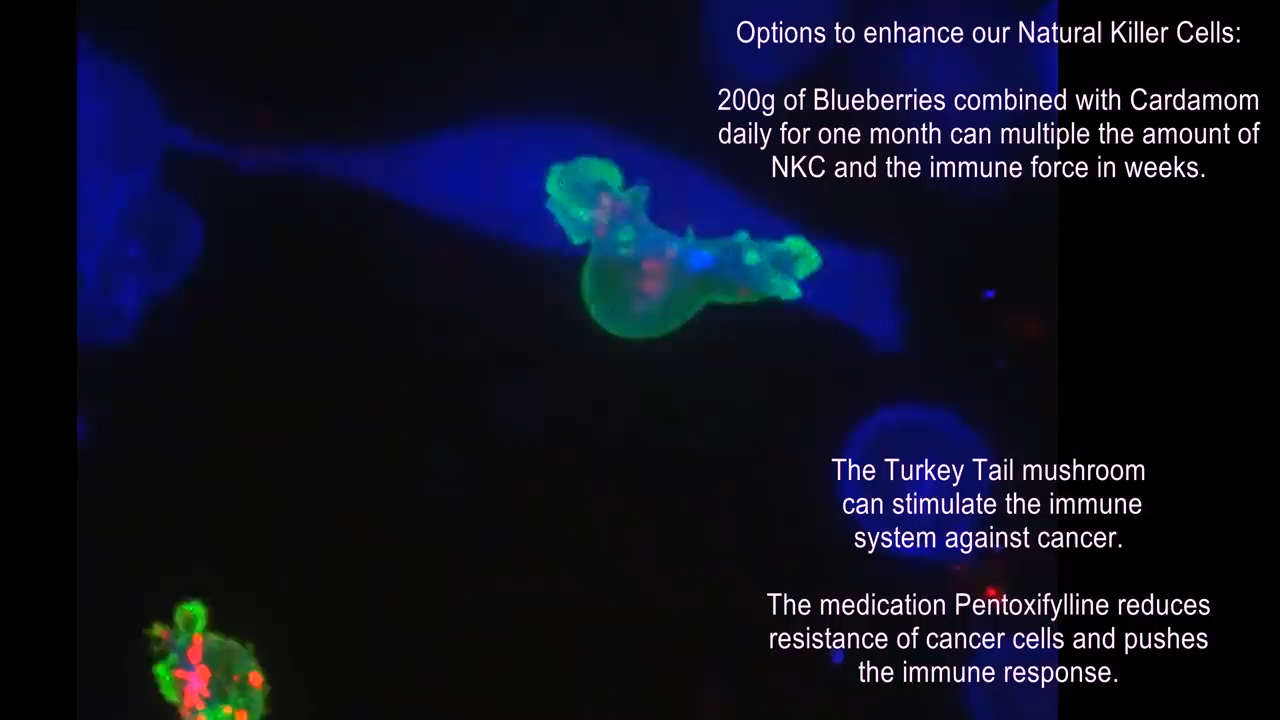 Options to enhance our Natural Killer Cells:
200g of Blueberries combined with Cardamom
daily for one month can multiple the amount of
NKC and the immune force in weeks.
The Turkey Tail mushroom
can stimulate the immune
system against cancer.
The medication Pentoxifylline reduces
resistance of cancer cells and pushes
the immune response.